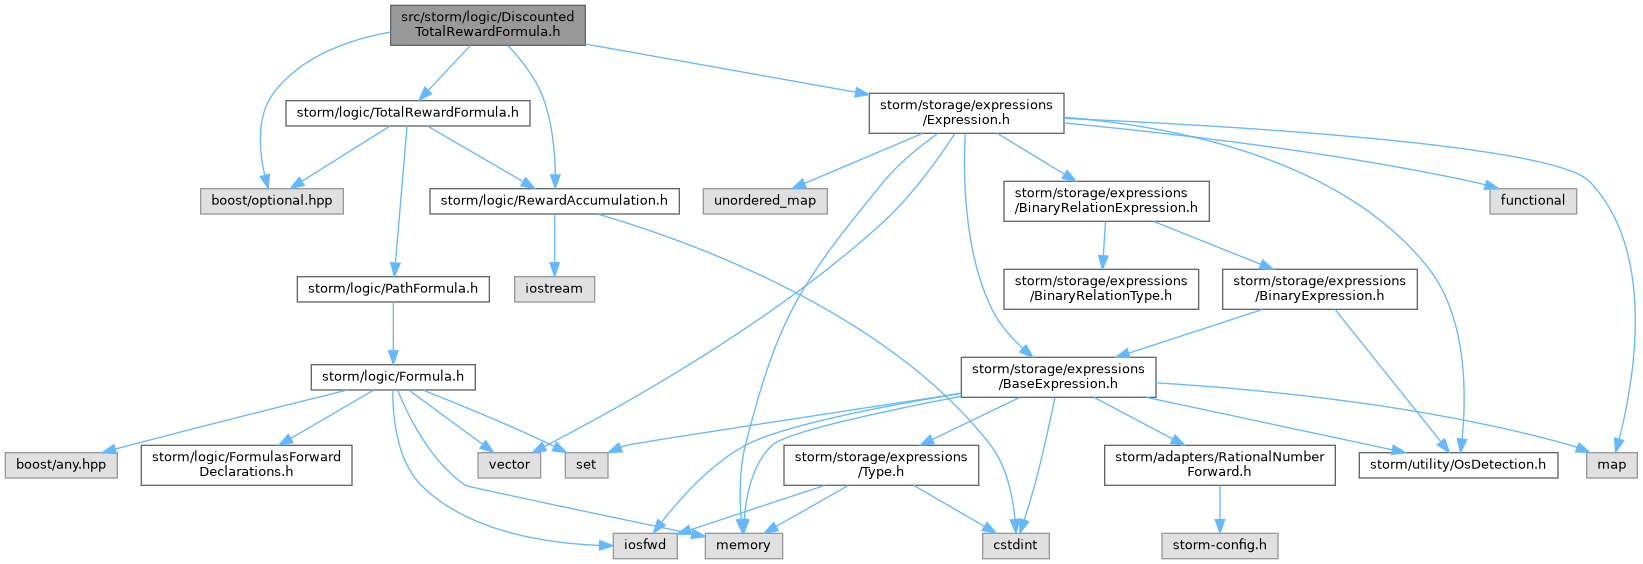 src/storm/logic/Discounted
TotalRewardFormula.h
storm/storage/expressions
/Expression.h
storm/logic/TotalRewardFormula.h
boost/optional.hpp
storm/logic/RewardAccumulation.h
unordered_map
storm/storage/expressions
/BinaryRelationExpression.h
functional
storm/logic/PathFormula.h
iostream
storm/storage/expressions
/BinaryRelationType.h
storm/storage/expressions
/BinaryExpression.h
storm/logic/Formula.h
storm/storage/expressions
/BaseExpression.h
boost/any.hpp
storm/logic/FormulasForward
Declarations.h
vector
set
storm/storage/expressions
/Type.h
storm/adapters/RationalNumber
Forward.h
storm/utility/OsDetection.h
map
iosfwd
memory
cstdint
storm-config.h